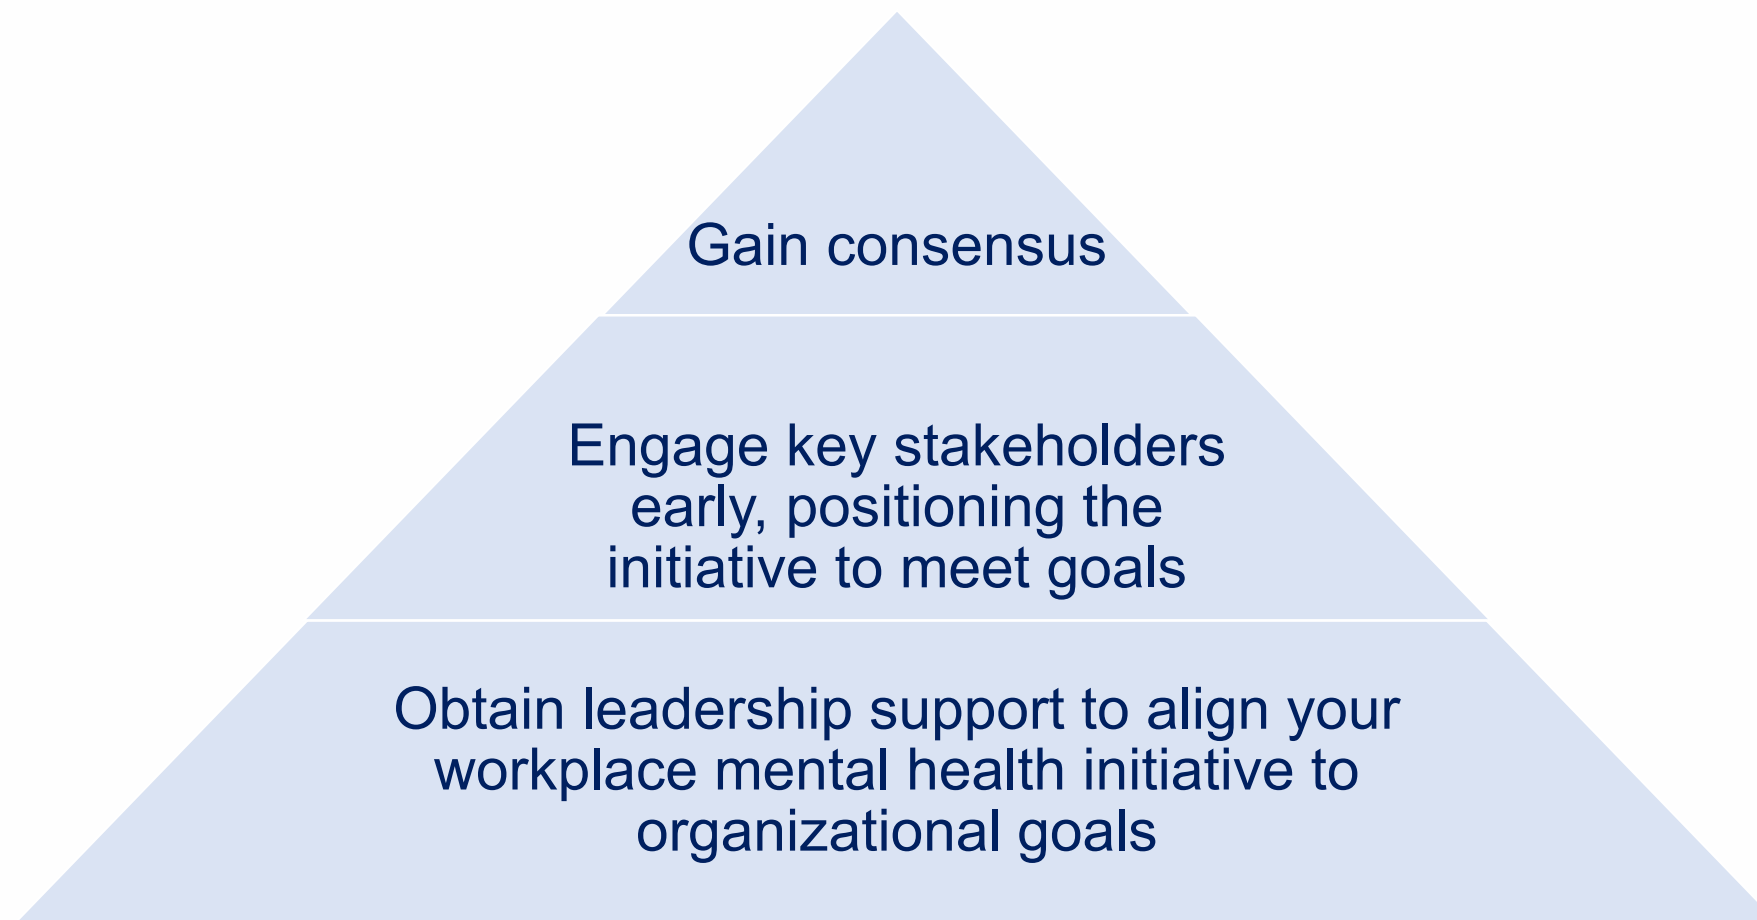 Gain consensus
Engage key stakeholders
early, positioning the
initiative to meet goals
Obtain leadership support to align your
workplace mental health initiative to
organizational goals